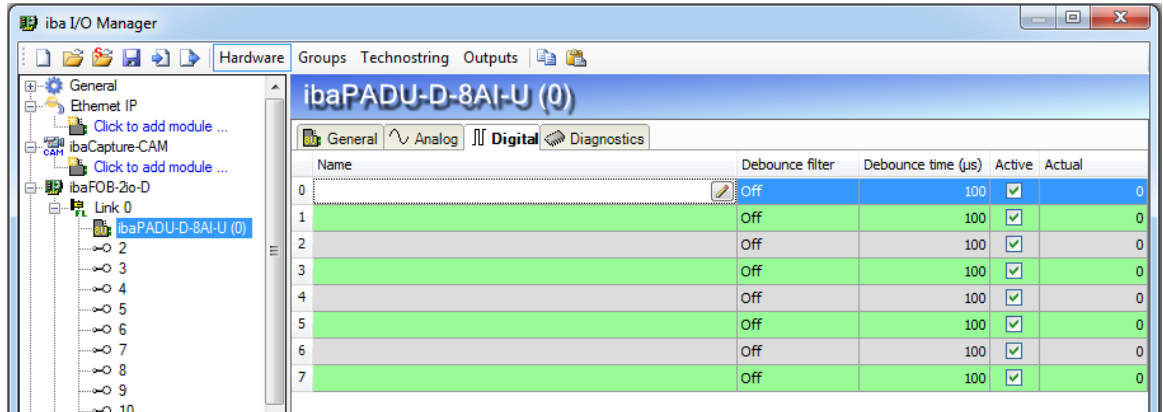 iba I/O Manager
Hardware Groups Technostring Outputs
General
Ethernet IP
Click to add module ...
ibaCapture-CAM
Click to add module ...
ibaFOB-2io-D
Link 0
ibaPADU-D-8AI-U (0)
2
3
4
5
6
7
8
9
10
ibaPADU-D-8AI-U (0)
General Analog Digital Diagnostics
Name Debounce filter Debounce time (µs) Active Actual
0 Off 100 0
1 Off 100 0
2 Off 100 0
3 Off 100 0
4 Off 100 0
5 Off 100 0
6 Off 100 0
7 Off 100 0